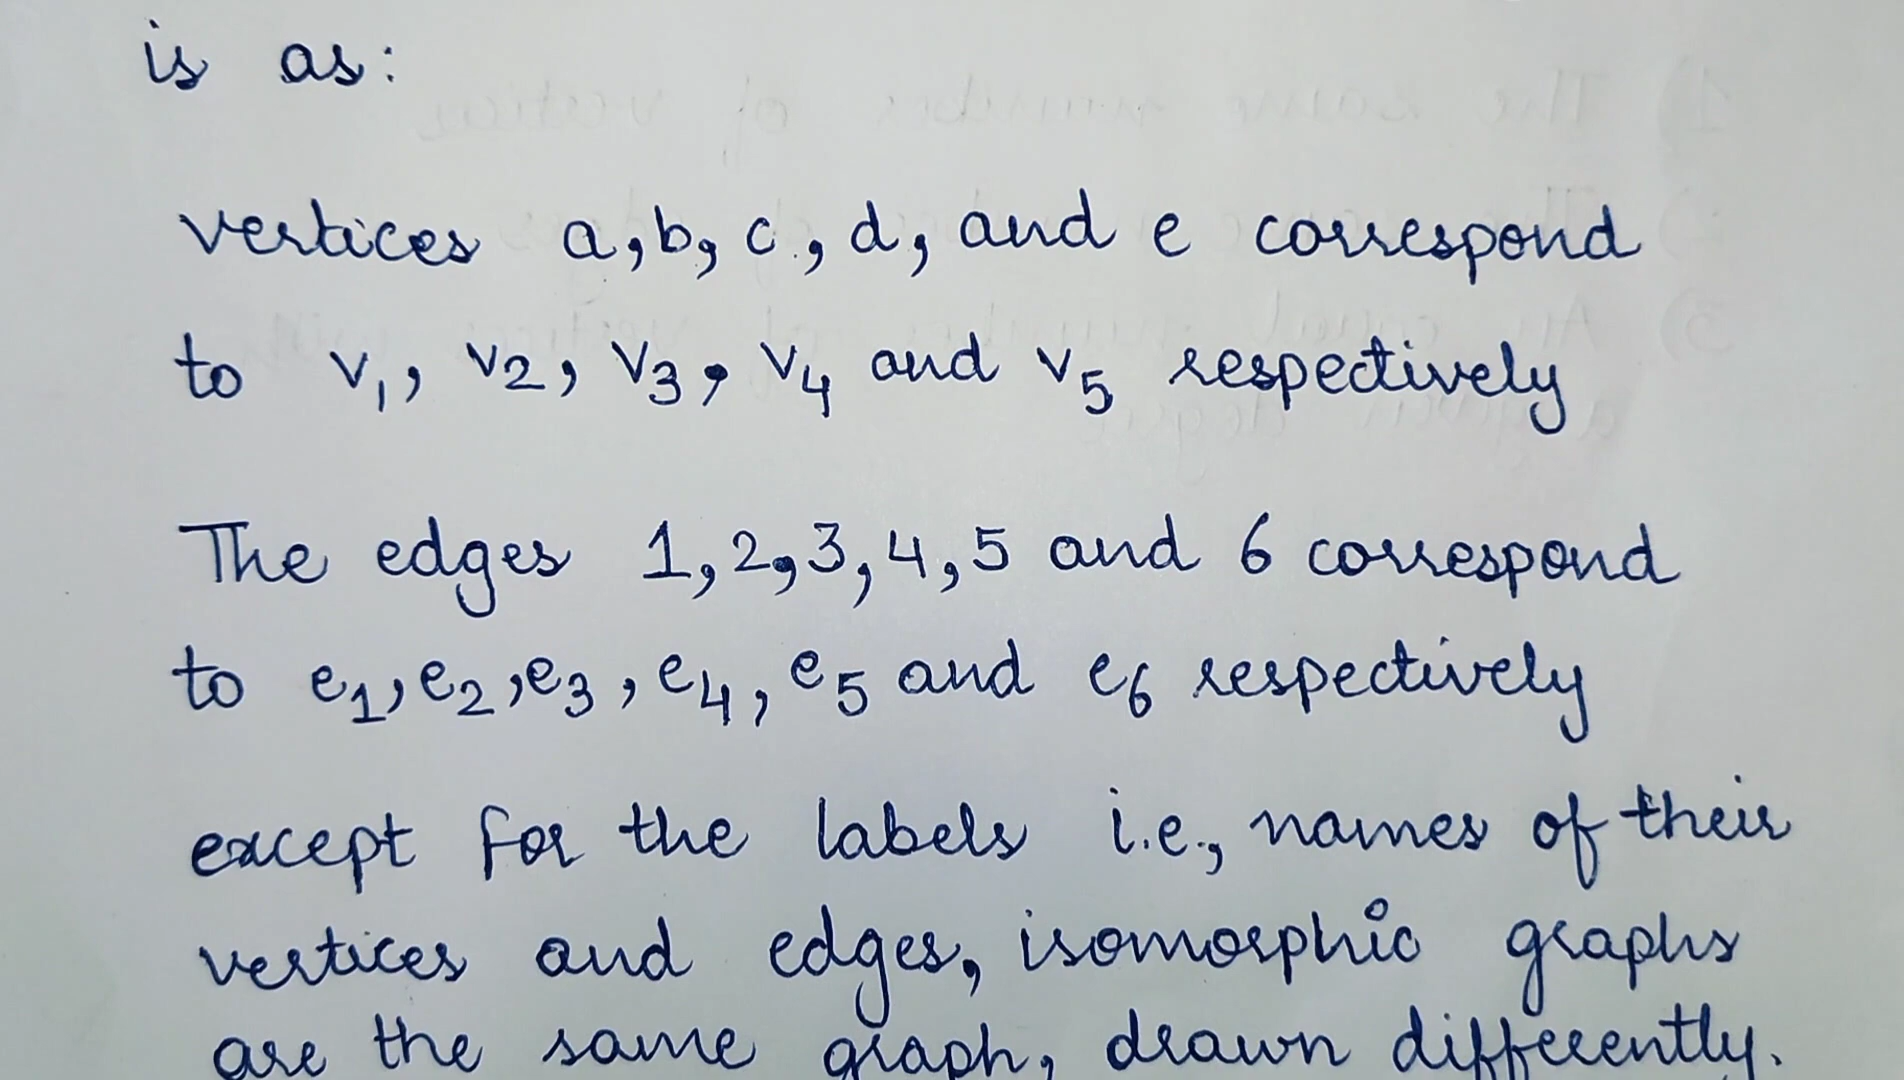 is as:
vertices a, b, c, d, and e correspond
to v₁, v₂, v₃, v₄ and v₅ respectively
The edges 1, 2, 3, 4, 5 and 6 correspond
to e₁, e₂, e₃, e₄, e₅ and e₆ respectively
except for the labels i.e., names of their
vertices and edges, isomorphic graphs
are the same graph, drawn differently.